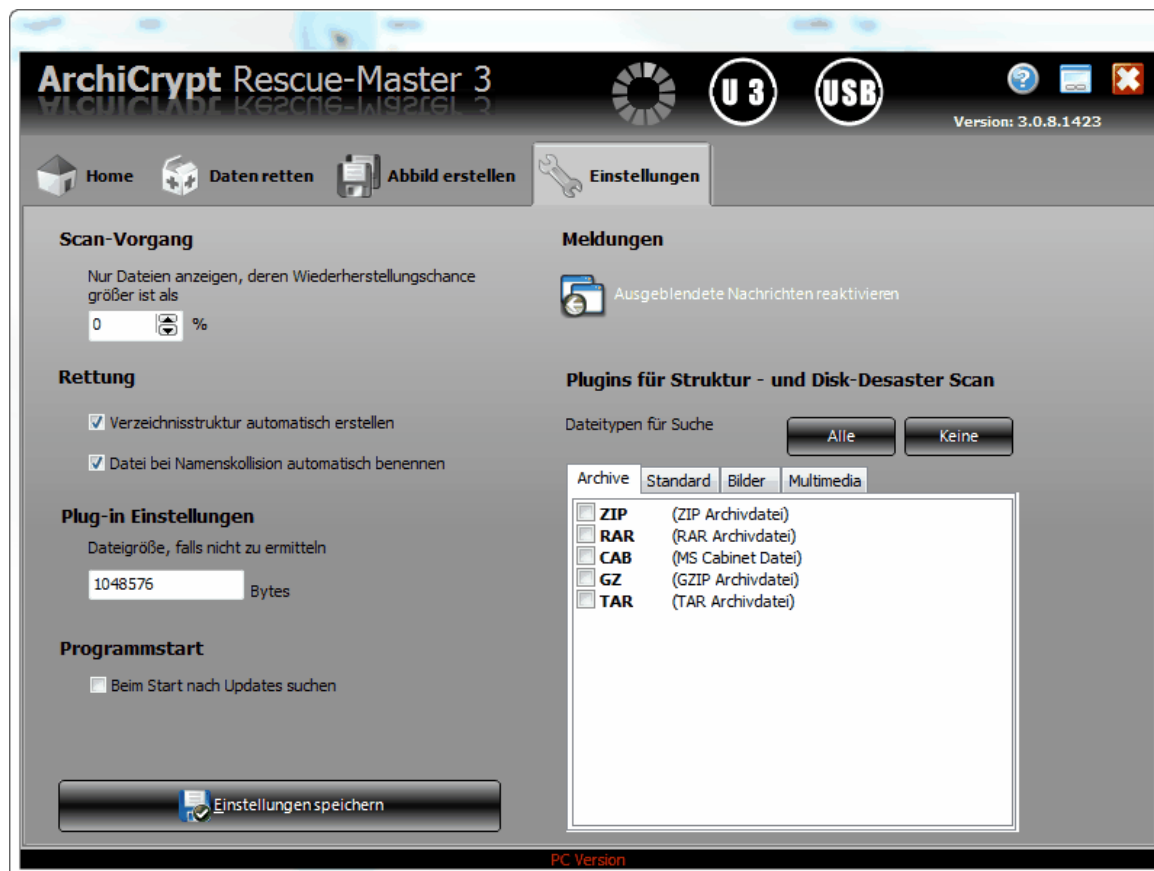 ArchiCrypt Rescue-Master 3
U 3
USB
Version: 3.0.8.1423
Home
Daten retten
Abbild erstellen
Einstellungen
Scan-Vorgang
Nur Dateien anzeigen, deren Wiederherstellungschance
größer ist als
0 %
Rettung
Verzeichnisstruktur automatisch erstellen
Datei bei Namenskollision automatisch benennen
Plug-in Einstellungen
Dateigröße, falls nicht zu ermitteln
1048576 Bytes
Programmstart
Beim Start nach Updates suchen
Einstellungen speichern
Meldungen
Ausgeblendete Nachrichten reaktivieren
Plugins für Struktur - und Disk-Desaster Scan
Dateitypen für Suche
Alle
Keine
Archive
Standard
Bilder
Multimedia
ZIP (ZIP Archivdatei)
RAR (RAR Archivdatei)
CAB (MS Cabinet Datei)
GZ (GZIP Archivdatei)
TAR (TAR Archivdatei)
PC Version